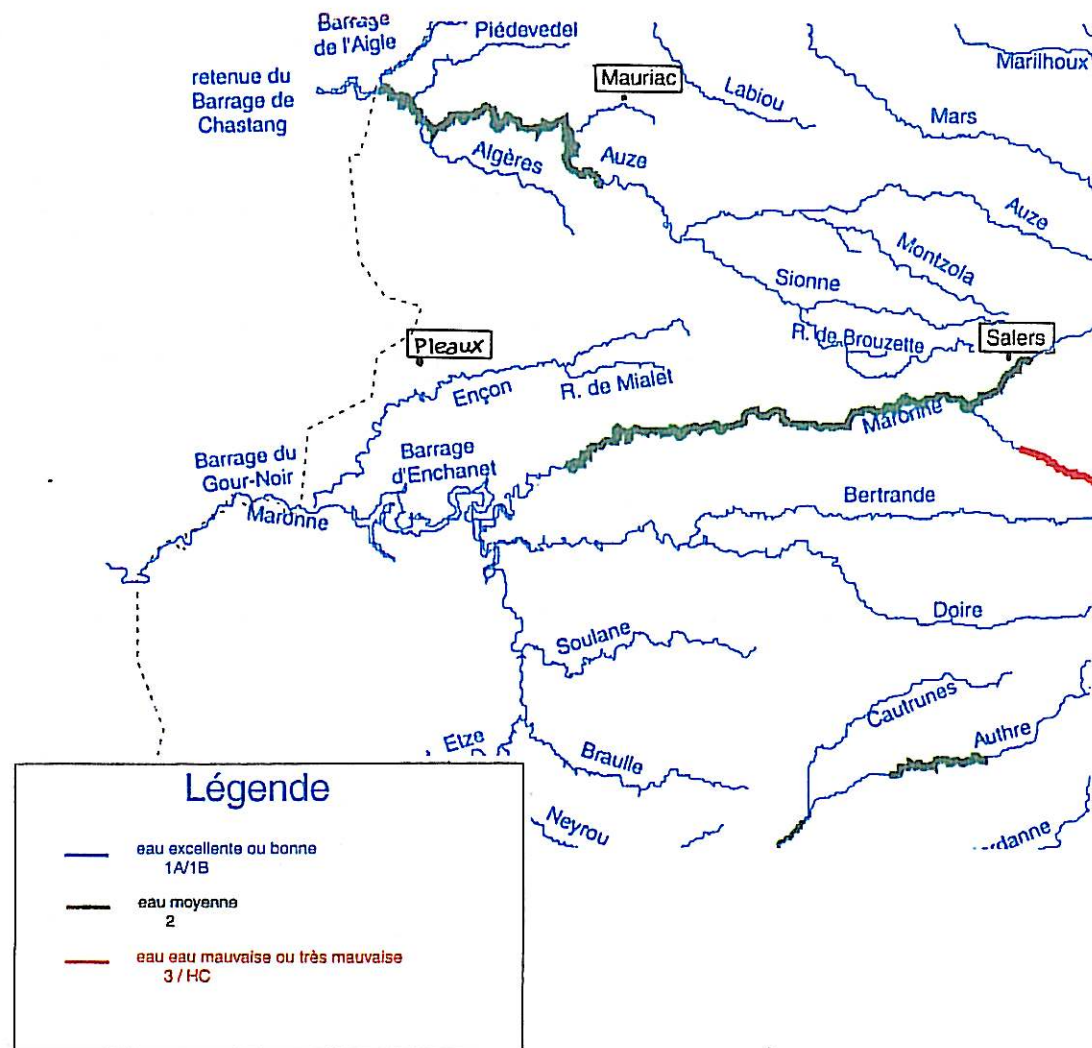 Barrage
de l'Aigle
Piédevedel
Marilhoux
retenue du
Barrage de
Chastang
Mauriac
Labiou
Mars
Algères
Auze
Auze
Montzola
Sionne
R. de Brouzette
Salers
Pleaux
Ençon
R. de Mialet
Maronne
Barrage du
Gour-Noir
Barrage
d'Enchanet
Maronne
Bertrande
Doire
Soulane
Cautrunes
Authre
Etze
Braulle
Neyrou
ordanne
Légende
eau excellente ou bonne
1A/1B
eau moyenne
2
eau eau mauvaise ou très mauvaise
3 / HC